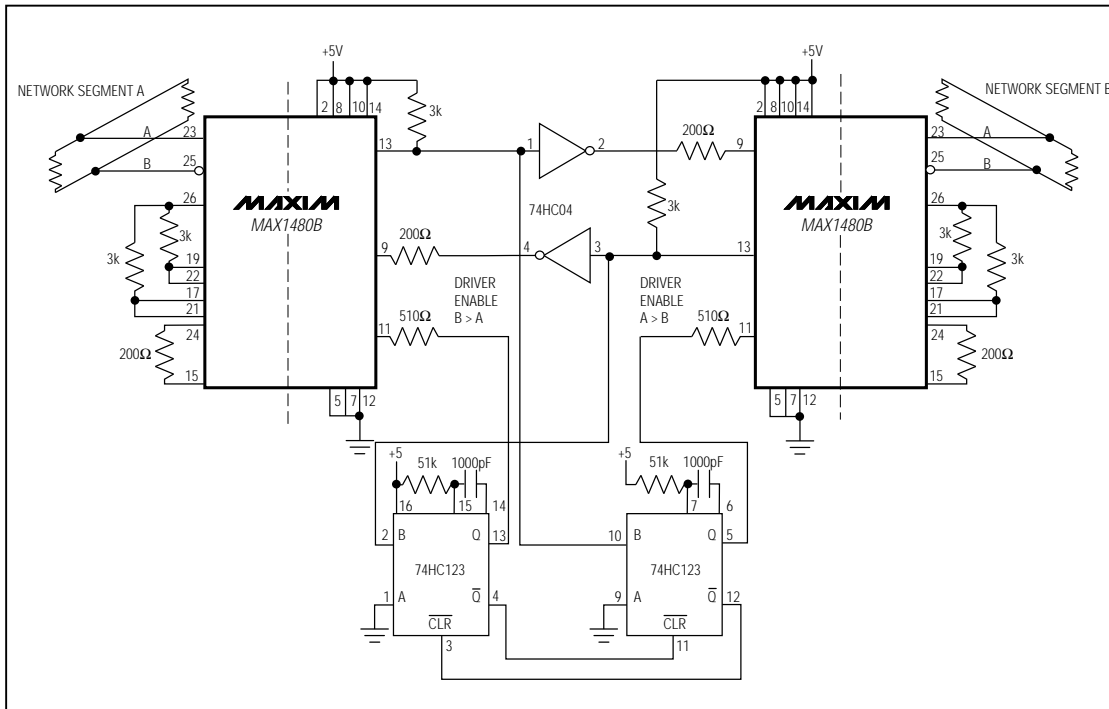 +5V
+5V
NETWORK SEGMENT A
NETWORK SEGMENT B
2 8 10 14
3k
2 8 10 14
A 23
13
1 2
200Ω
9
23 A
B 25
25 B
MAXIM
MAX1480B
MAXIM
MAX1480B
26
3k
3k
19
22
17
21
24
200Ω
15
74HC04
3k
26
3k
3k
19
22
17
21
24
200Ω
15
9
200Ω
4 3
13
DRIVER
ENABLE
B > A
DRIVER
ENABLE
A > B
11
510Ω
510Ω
11
5 7 12
5 7 12
+5
51k
1000pF
+5
51k
1000pF
16 15 14
7 6
2 B Q 13
10 B Q 5
74HC123
74HC123
1 A Q 4
9 A Q 12
CLR
CLR
3
11